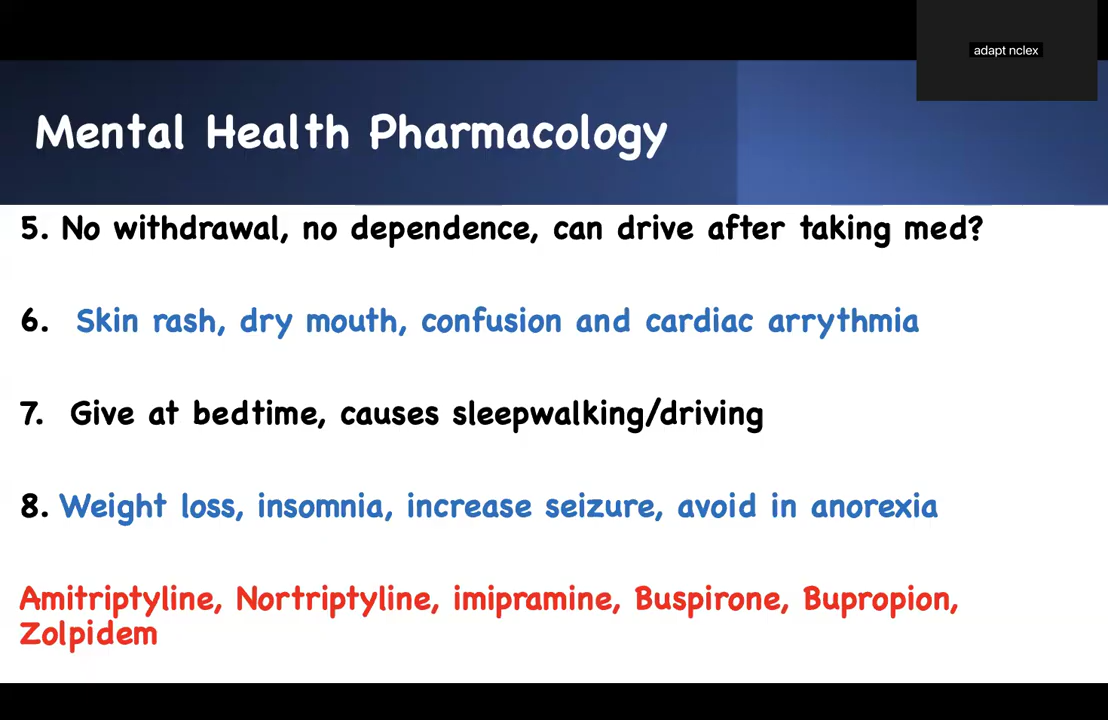 adapt nclex
Mental Health Pharmacology
5. No withdrawal, no dependence, can drive after taking med?
6. Skin rash, dry mouth, confusion and cardiac arrythmia
7. Give at bedtime, causes sleepwalking/driving
8. Weight loss, insomnia, increase seizure, avoid in anorexia
Amitriptyline, Nortriptyline, imipramine, Buspirone, Bupropion,
Zolpidem